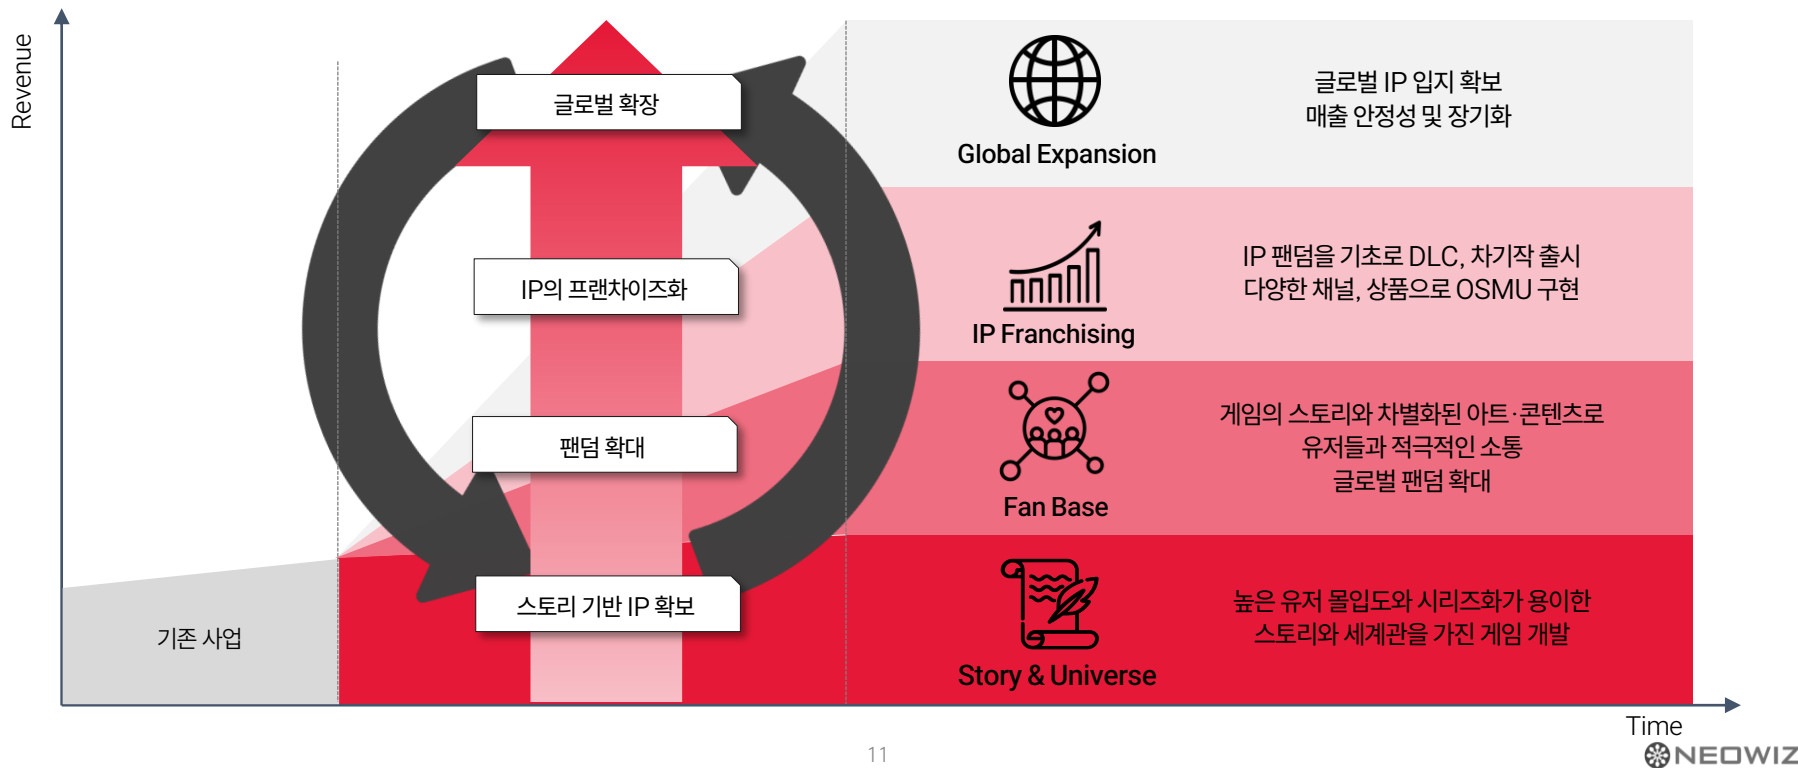 Revenue
글로벌 확장
IP의 프랜차이즈화
팬덤 확대
스토리 기반 IP 확보
기존 사업
Global Expansion
글로벌 IP 입지 확보
매출 안정성 및 장기화
IP Franchising
IP 팬덤을 기초로 DLC, 차기작 출시
다양한 채널, 상품으로 OSMU 구현
Fan Base
게임의 스토리와 차별화된 아트·콘텐츠로
유저들과 적극적인 소통
글로벌 팬덤 확대
Story & Universe
높은 유저 몰입도와 시리즈화가 용이한
스토리와 세계관을 가진 게임 개발
Time
11
NEOWIZ